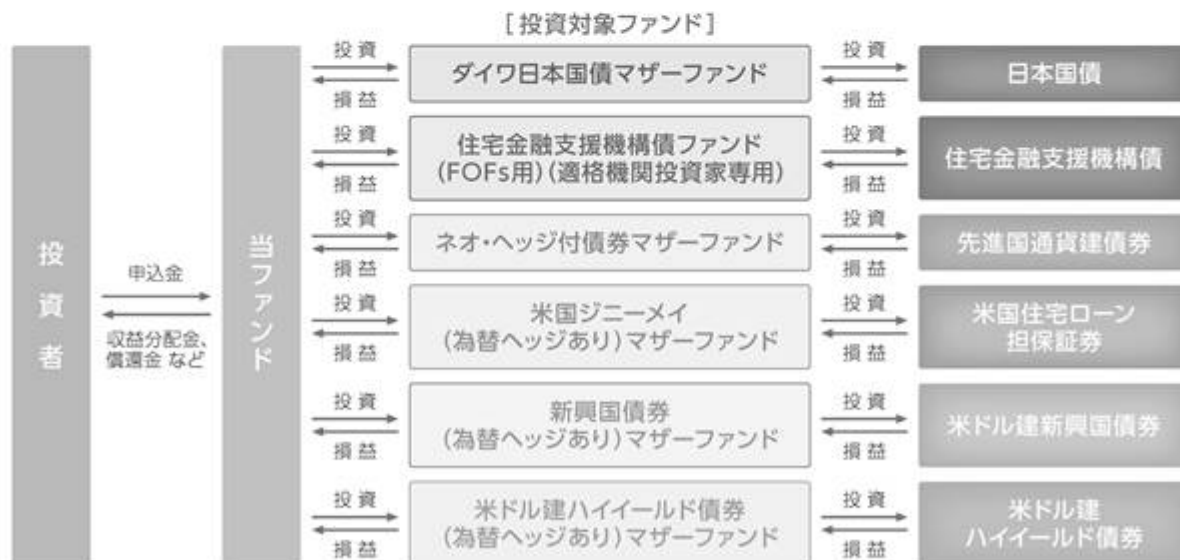 [投資対象ファンド]
投資者
申込金
収益分配金、
償還金 など
当ファンド
投資
損益
ダイワ日本国債マザーファンド
投資
損益
日本国債
投資
損益
住宅金融支援機構債ファンド
(FOFs用)(適格機関投資家専用)
投資
損益
住宅金融支援機構債
投資
損益
ネオ・ヘッジ付債券マザーファンド
投資
損益
先進国通貨建債券
投資
損益
米国ジニーメイ
(為替ヘッジあり)マザーファンド
投資
損益
米国住宅ローン
担保証券
投資
損益
新興国債券
(為替ヘッジあり)マザーファンド
投資
損益
米ドル建新興国債券
投資
損益
米ドル建ハイイールド債券
(為替ヘッジあり)マザーファンド
投資
損益
米ドル建
ハイイールド債券